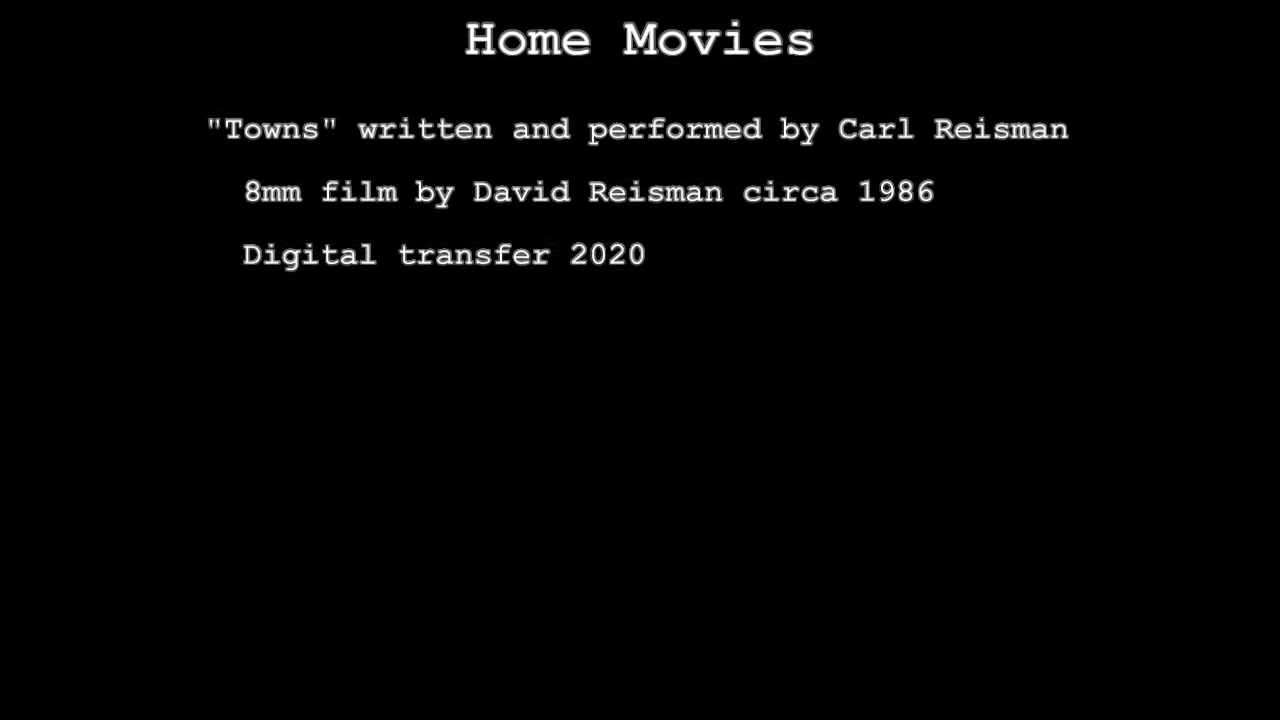 Home Movies
"Towns" written and performed by Carl Reisman
8mm film by David Reisman circa 1986
Digital transfer 2020